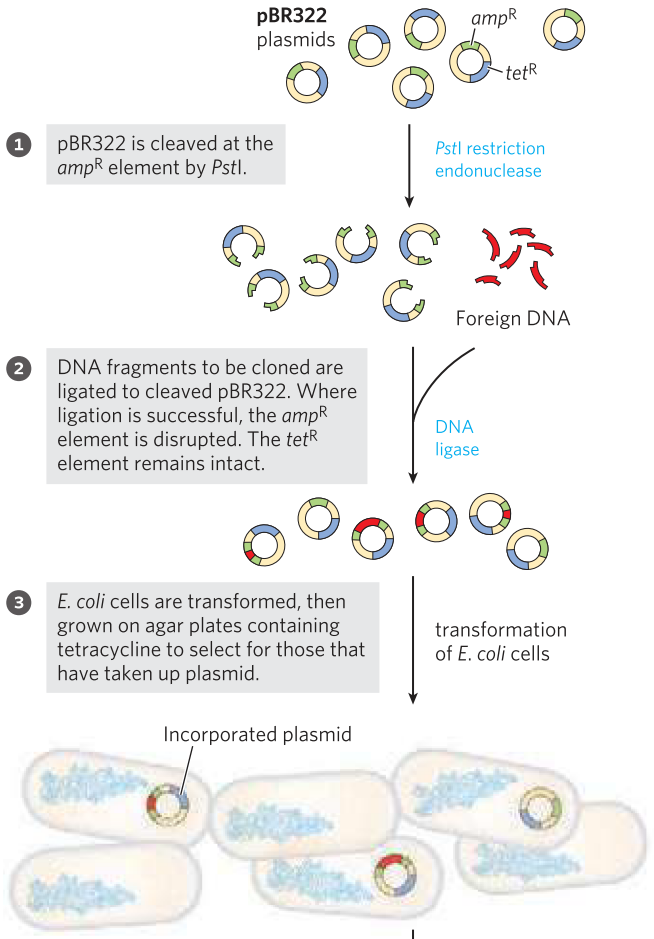 pBR322
plasmids
ampR
tetR
1
pBR322 is cleaved at the
ampR element by PstI.
PstI restriction
endonuclease
Foreign DNA
2
DNA fragments to be cloned are
ligated to cleaved pBR322. Where
ligation is successful, the ampR
element is disrupted. The tetR
element remains intact.
DNA
ligase
3
E. coli cells are transformed, then
grown on agar plates containing
tetracycline to select for those that
have taken up plasmid.
transformation
of E. coli cells
Incorporated plasmid